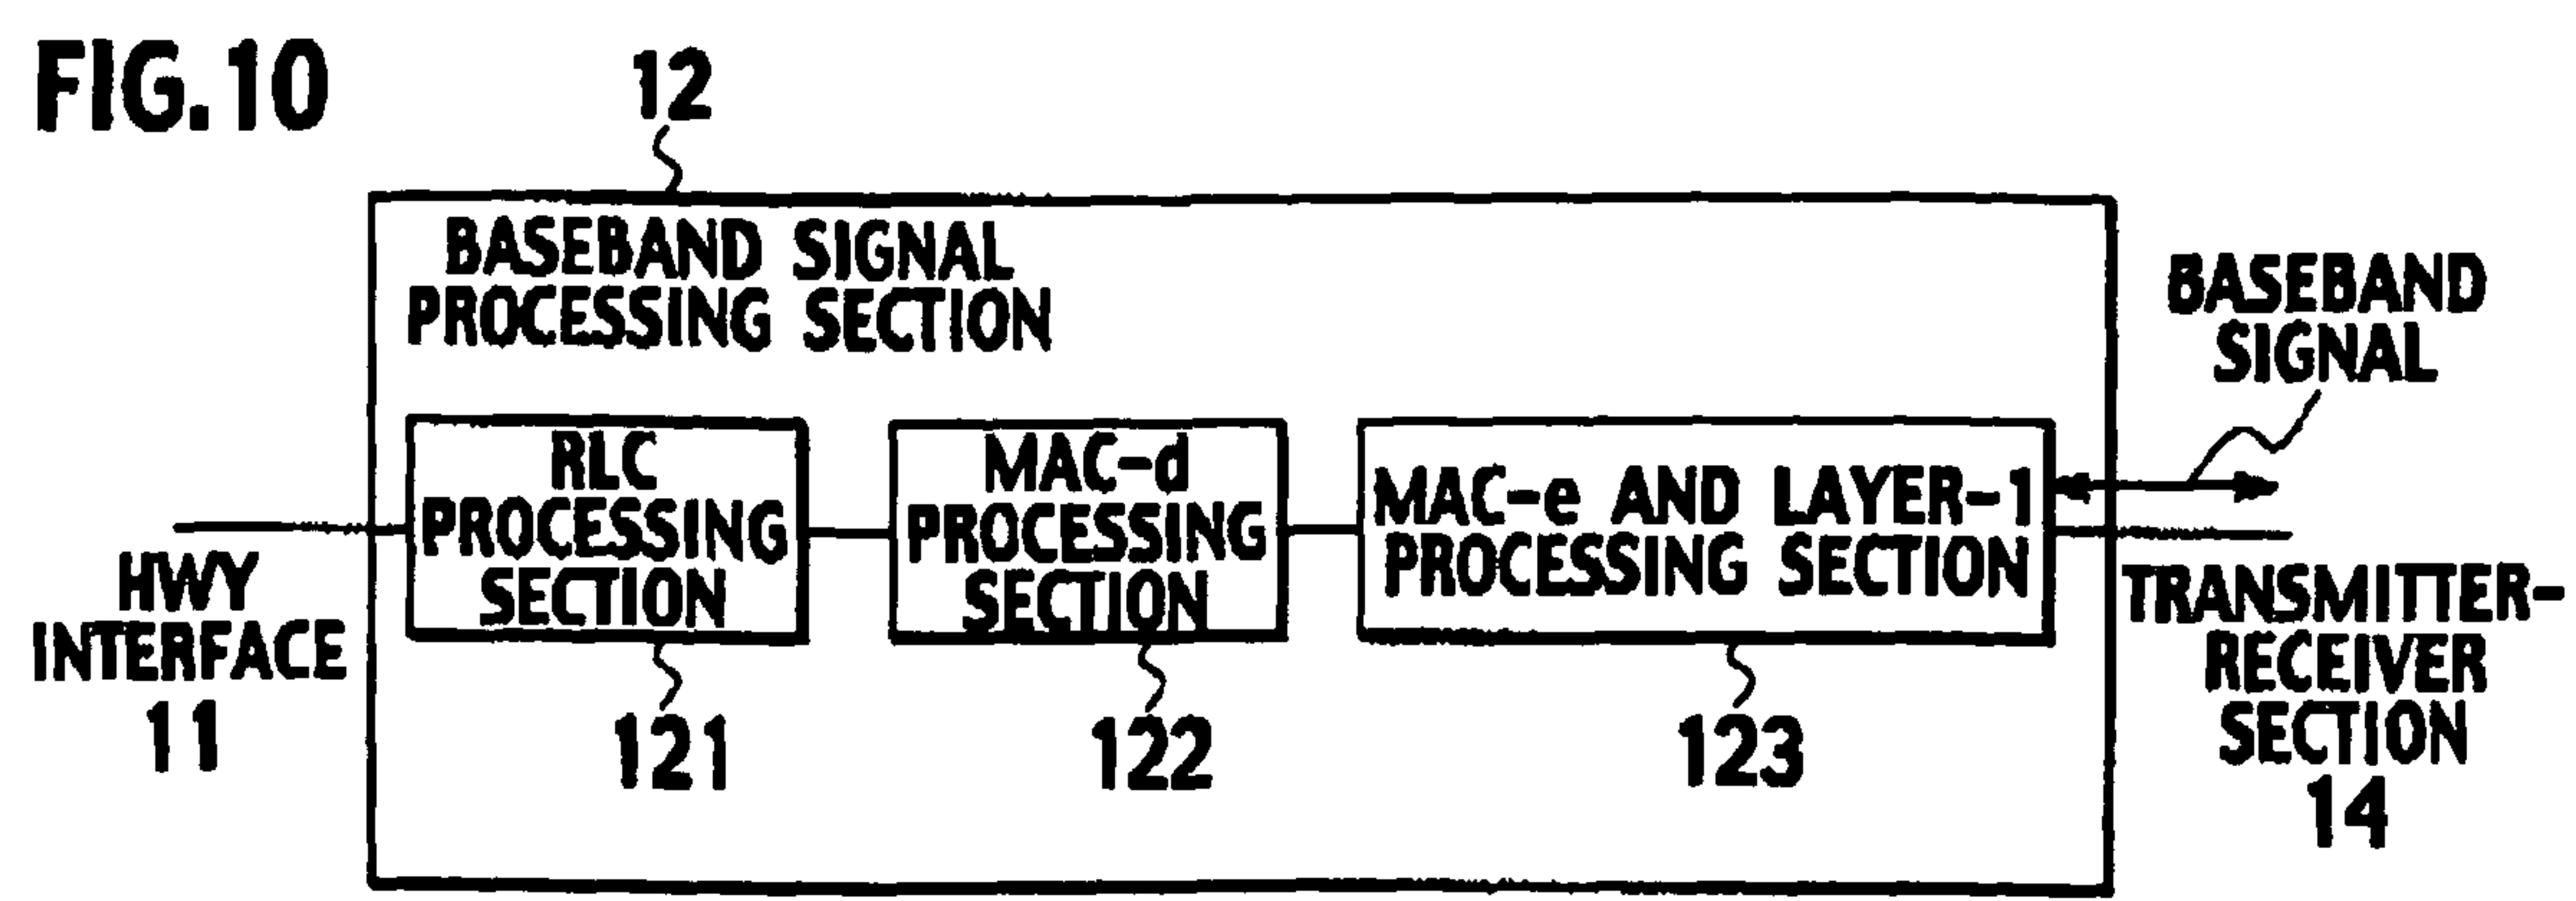 FIG.10
12
BASEBAND SIGNAL
PROCESSING SECTION
BASEBAND
SIGNAL
RLC
PROCESSING
SECTION
MAC-d
PROCESSING
SECTION
MAC-e AND LAYER-1
PROCESSING SECTION
HWY
INTERFACE
11
TRANSMITTER-
RECEIVER
SECTION
14
121
122
123